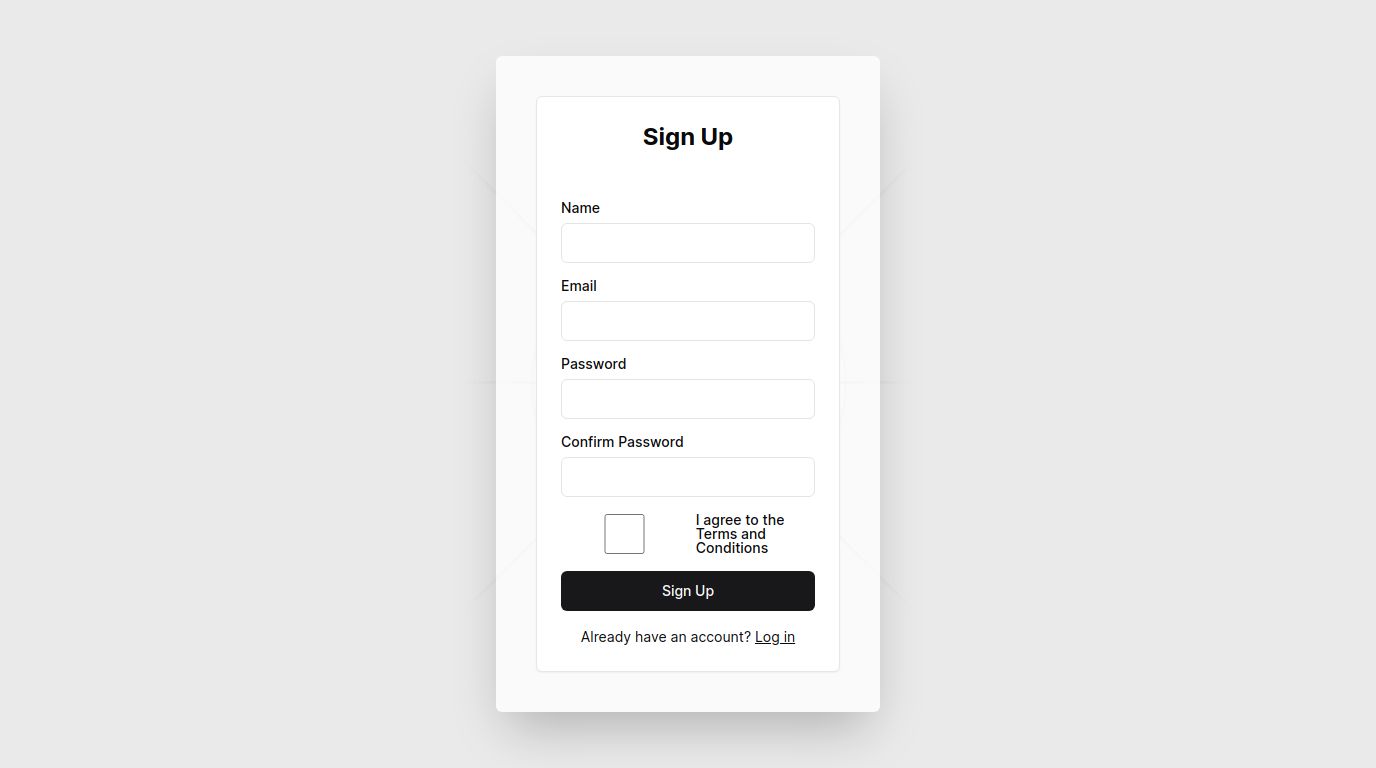 Sign Up
Name
Email
Password
Confirm Password
I agree to the
Terms and
Conditions
Sign Up
Already have an account? Log in